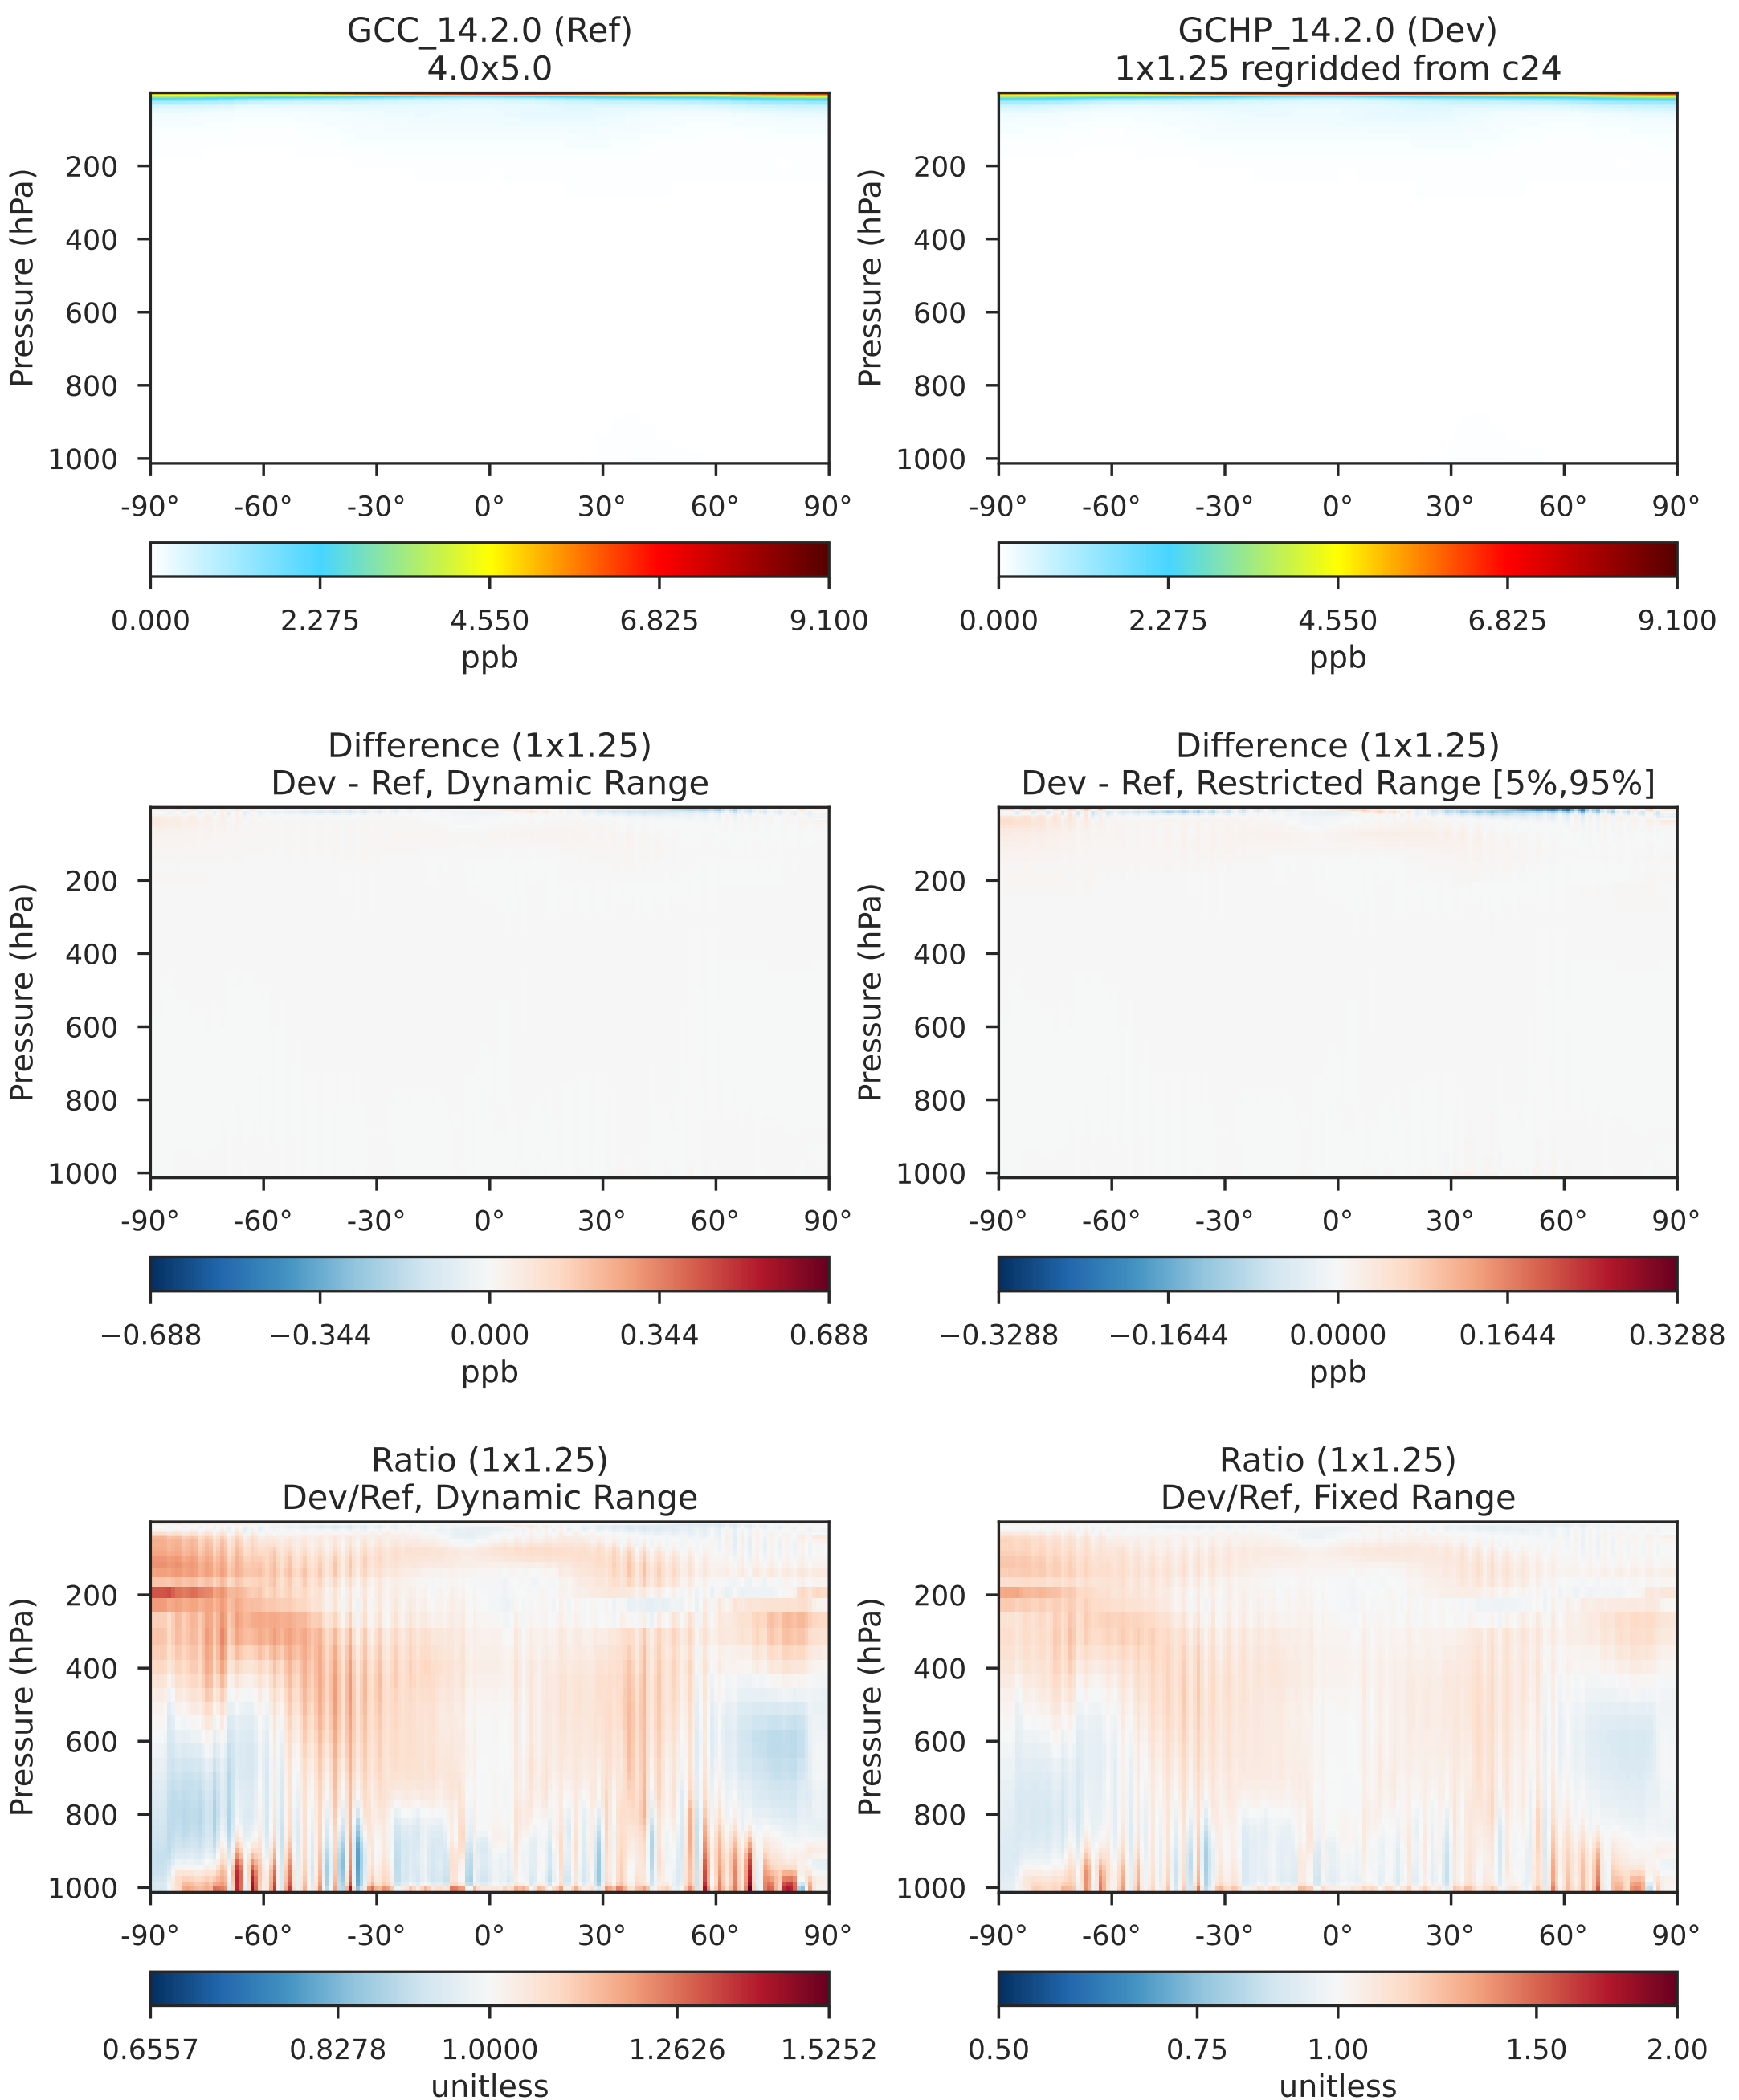 GCC_14.2.0 (Ref)
4.0x5.0
Pressure (hPa)
200
400
600
800
1000
-90° -60° -30° 0° 30° 60° 90°
0.000 2.275 4.550 6.825 9.100
ppb
GCHP_14.2.0 (Dev)
1x1.25 regridded from c24
Pressure (hPa)
200
400
600
800
1000
-90° -60° -30° 0° 30° 60° 90°
0.000 2.275 4.550 6.825 9.100
ppb
Difference (1x1.25)
Dev - Ref, Dynamic Range
Pressure (hPa)
200
400
600
800
1000
-90° -60° -30° 0° 30° 60° 90°
−0.688 −0.344 0.000 0.344 0.688
ppb
Difference (1x1.25)
Dev - Ref, Restricted Range [5%,95%]
Pressure (hPa)
200
400
600
800
1000
-90° -60° -30° 0° 30° 60° 90°
−0.3288 −0.1644 0.0000 0.1644 0.3288
ppb
Ratio (1x1.25)
Dev/Ref, Dynamic Range
Pressure (hPa)
200
400
600
800
1000
-90° -60° -30° 0° 30° 60° 90°
0.6557 0.8278 1.0000 1.2626 1.5252
unitless
Ratio (1x1.25)
Dev/Ref, Fixed Range
Pressure (hPa)
200
400
600
800
1000
-90° -60° -30° 0° 30° 60° 90°
0.50 0.75 1.00 1.50 2.00
unitless